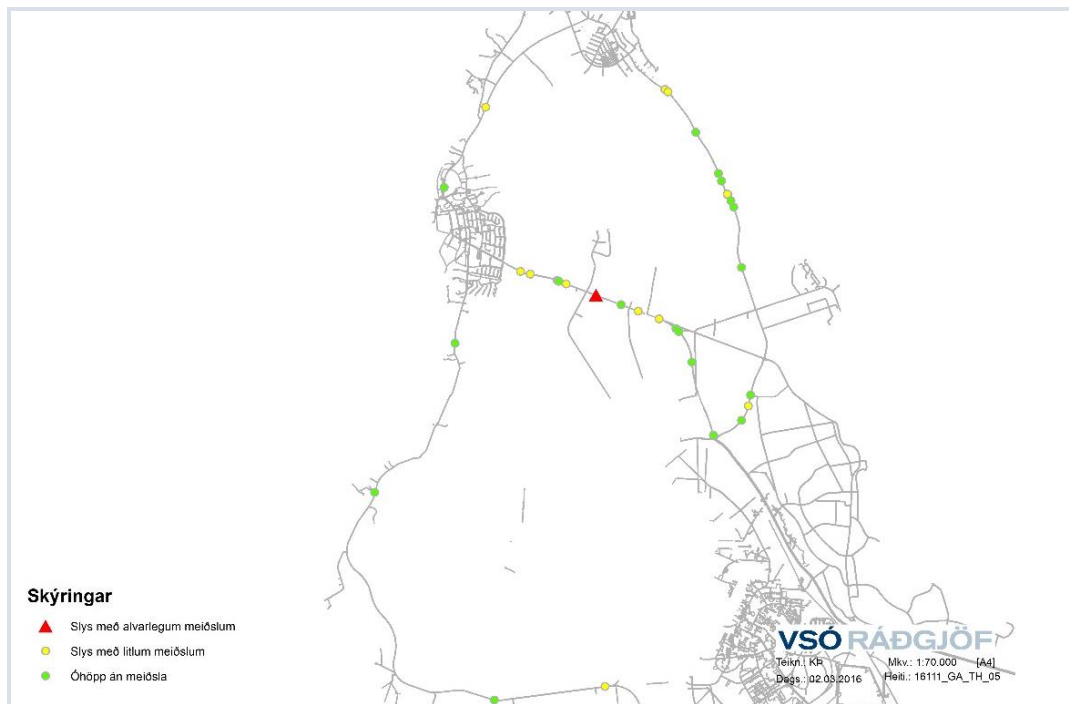 Skýringar
Slys með alvarlegum meiðslum
Slys með litlum meiðslum
Óhöpp án meiðsla
VSÓ RÁÐGJÖF
Teikn.: KÞ Mkv.: 1:70.000 [A4]
Dags.: 02.03.2016 Heiti.: 16111_GA_TH_05